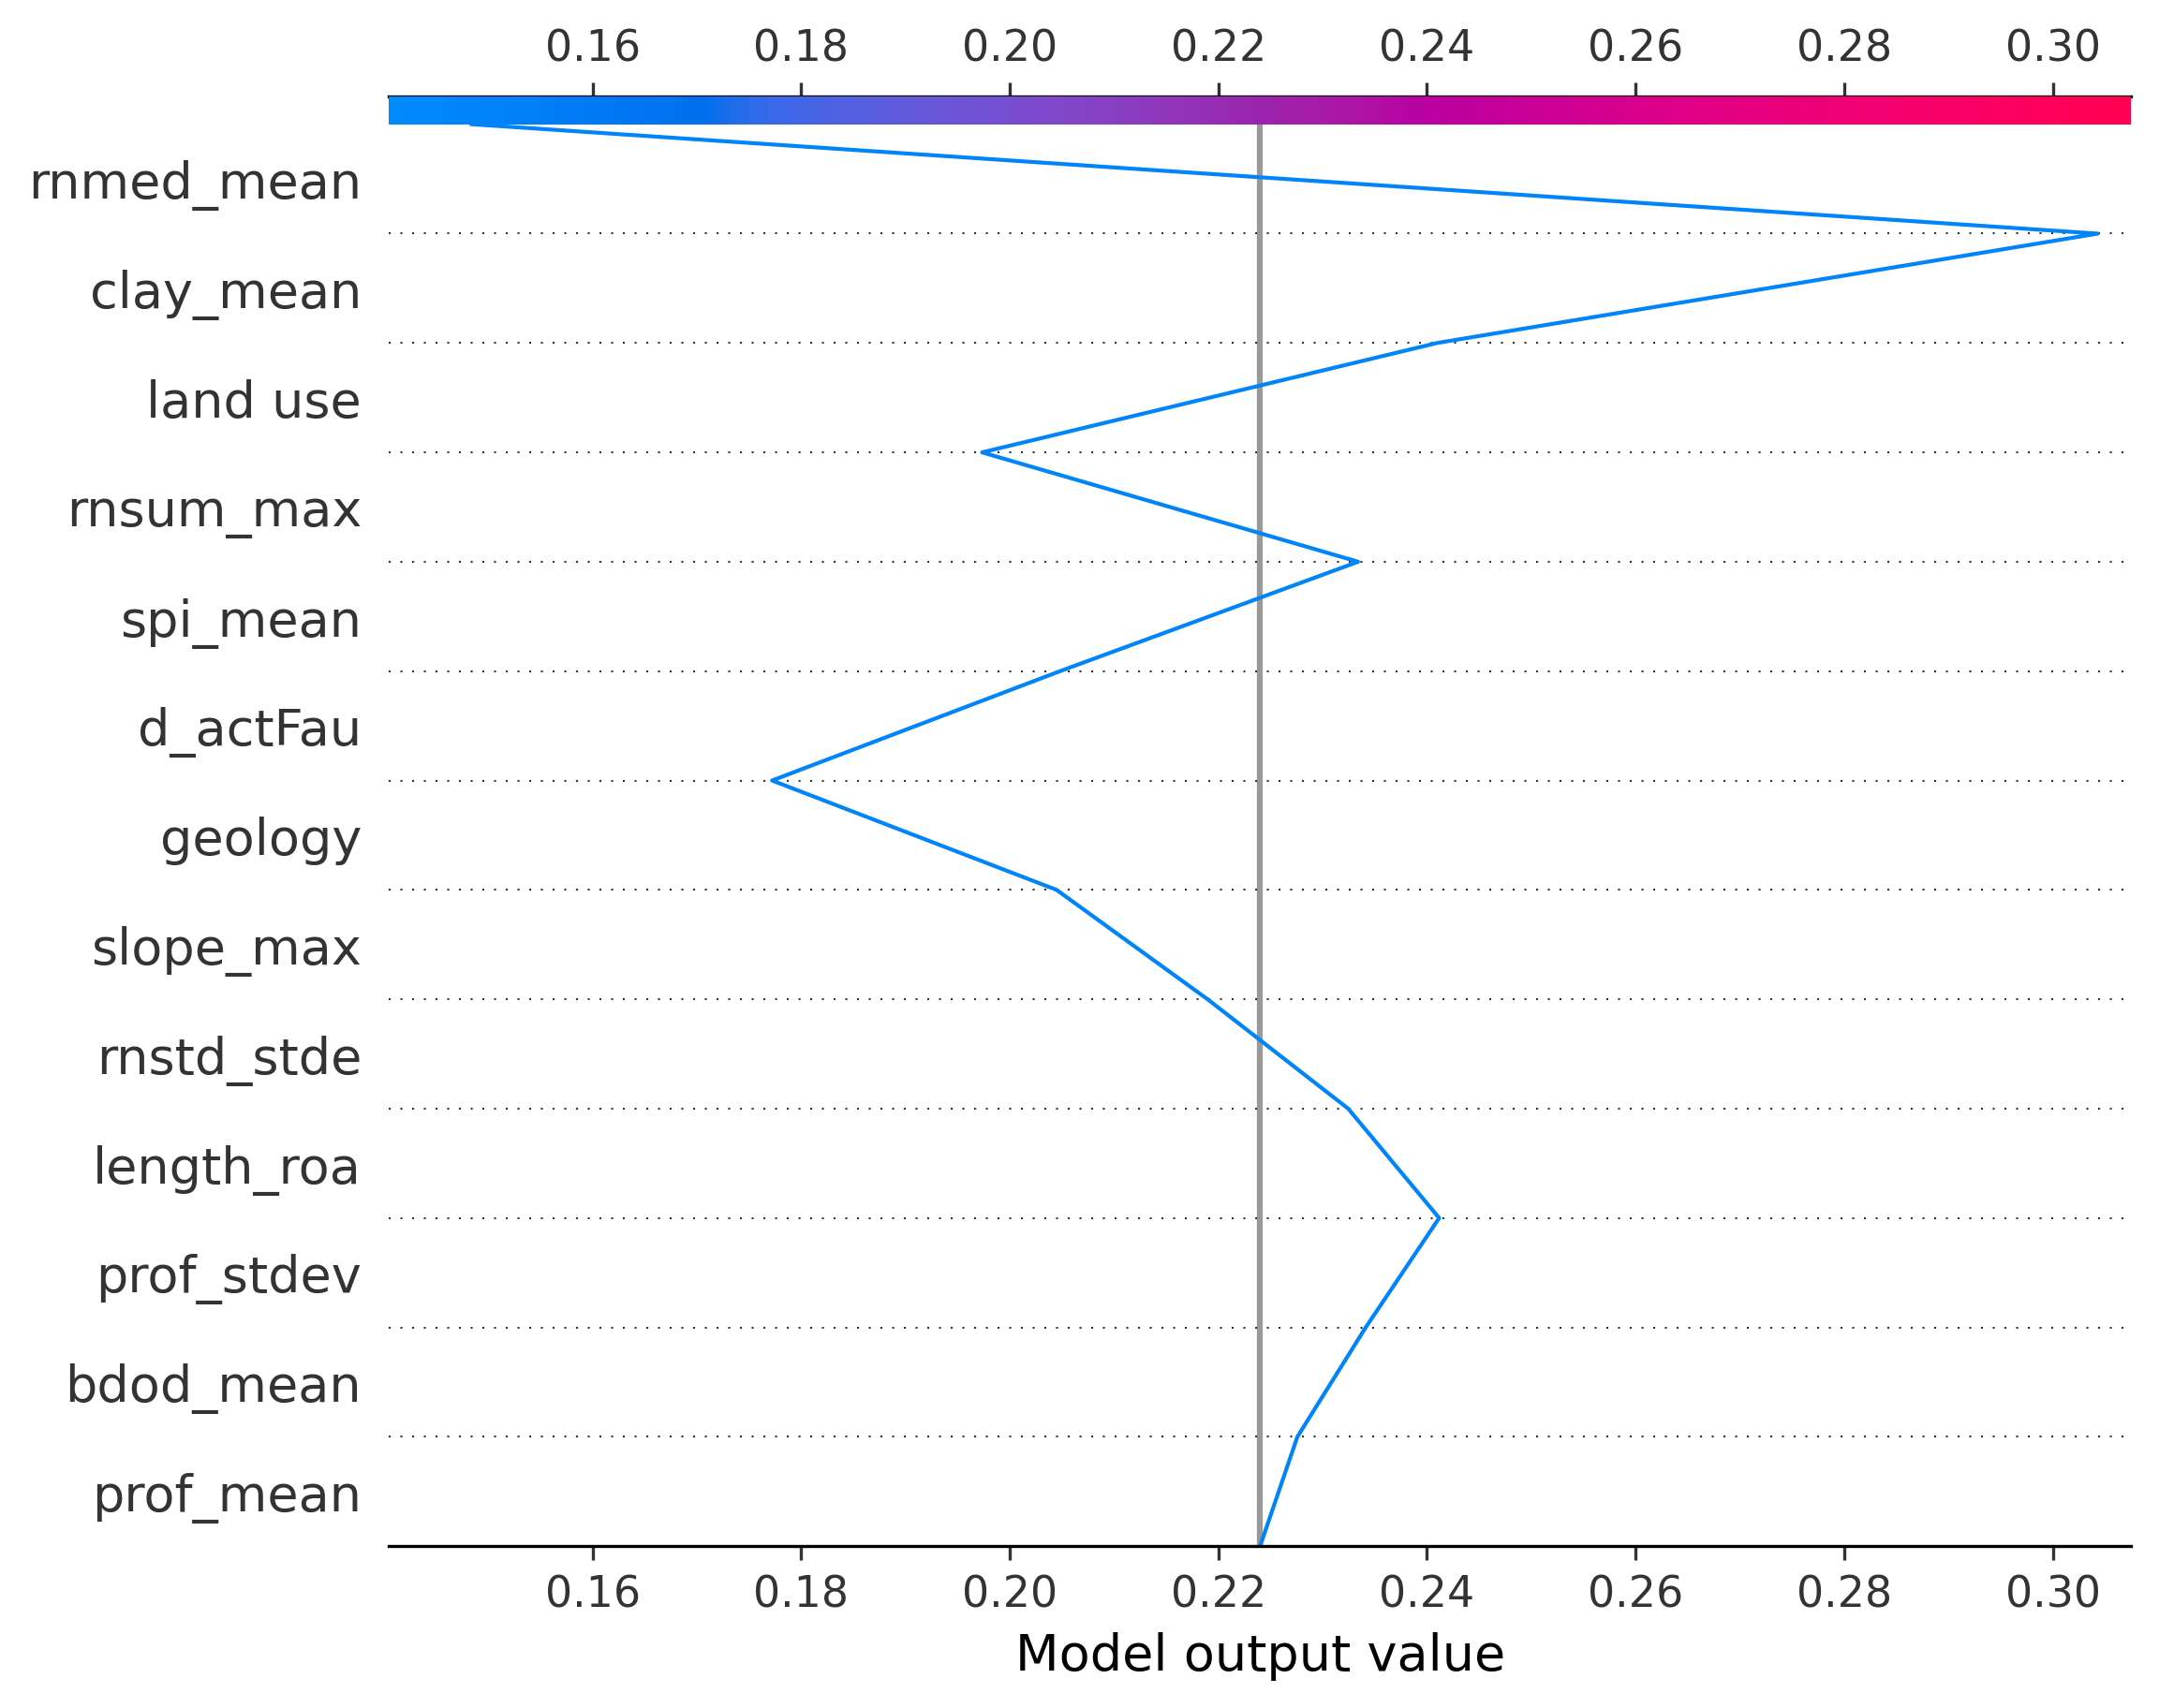 0.16 0.18 0.20 0.22 0.24 0.26 0.28 0.30
rnmed_mean
clay_mean
land use
rnsum_max
spi_mean
d_actFau
geology
slope_max
rnstd_stde
length_roa
prof_stdev
bdod_mean
prof_mean
0.16 0.18 0.20 0.22 0.24 0.26 0.28 0.30
Model output value